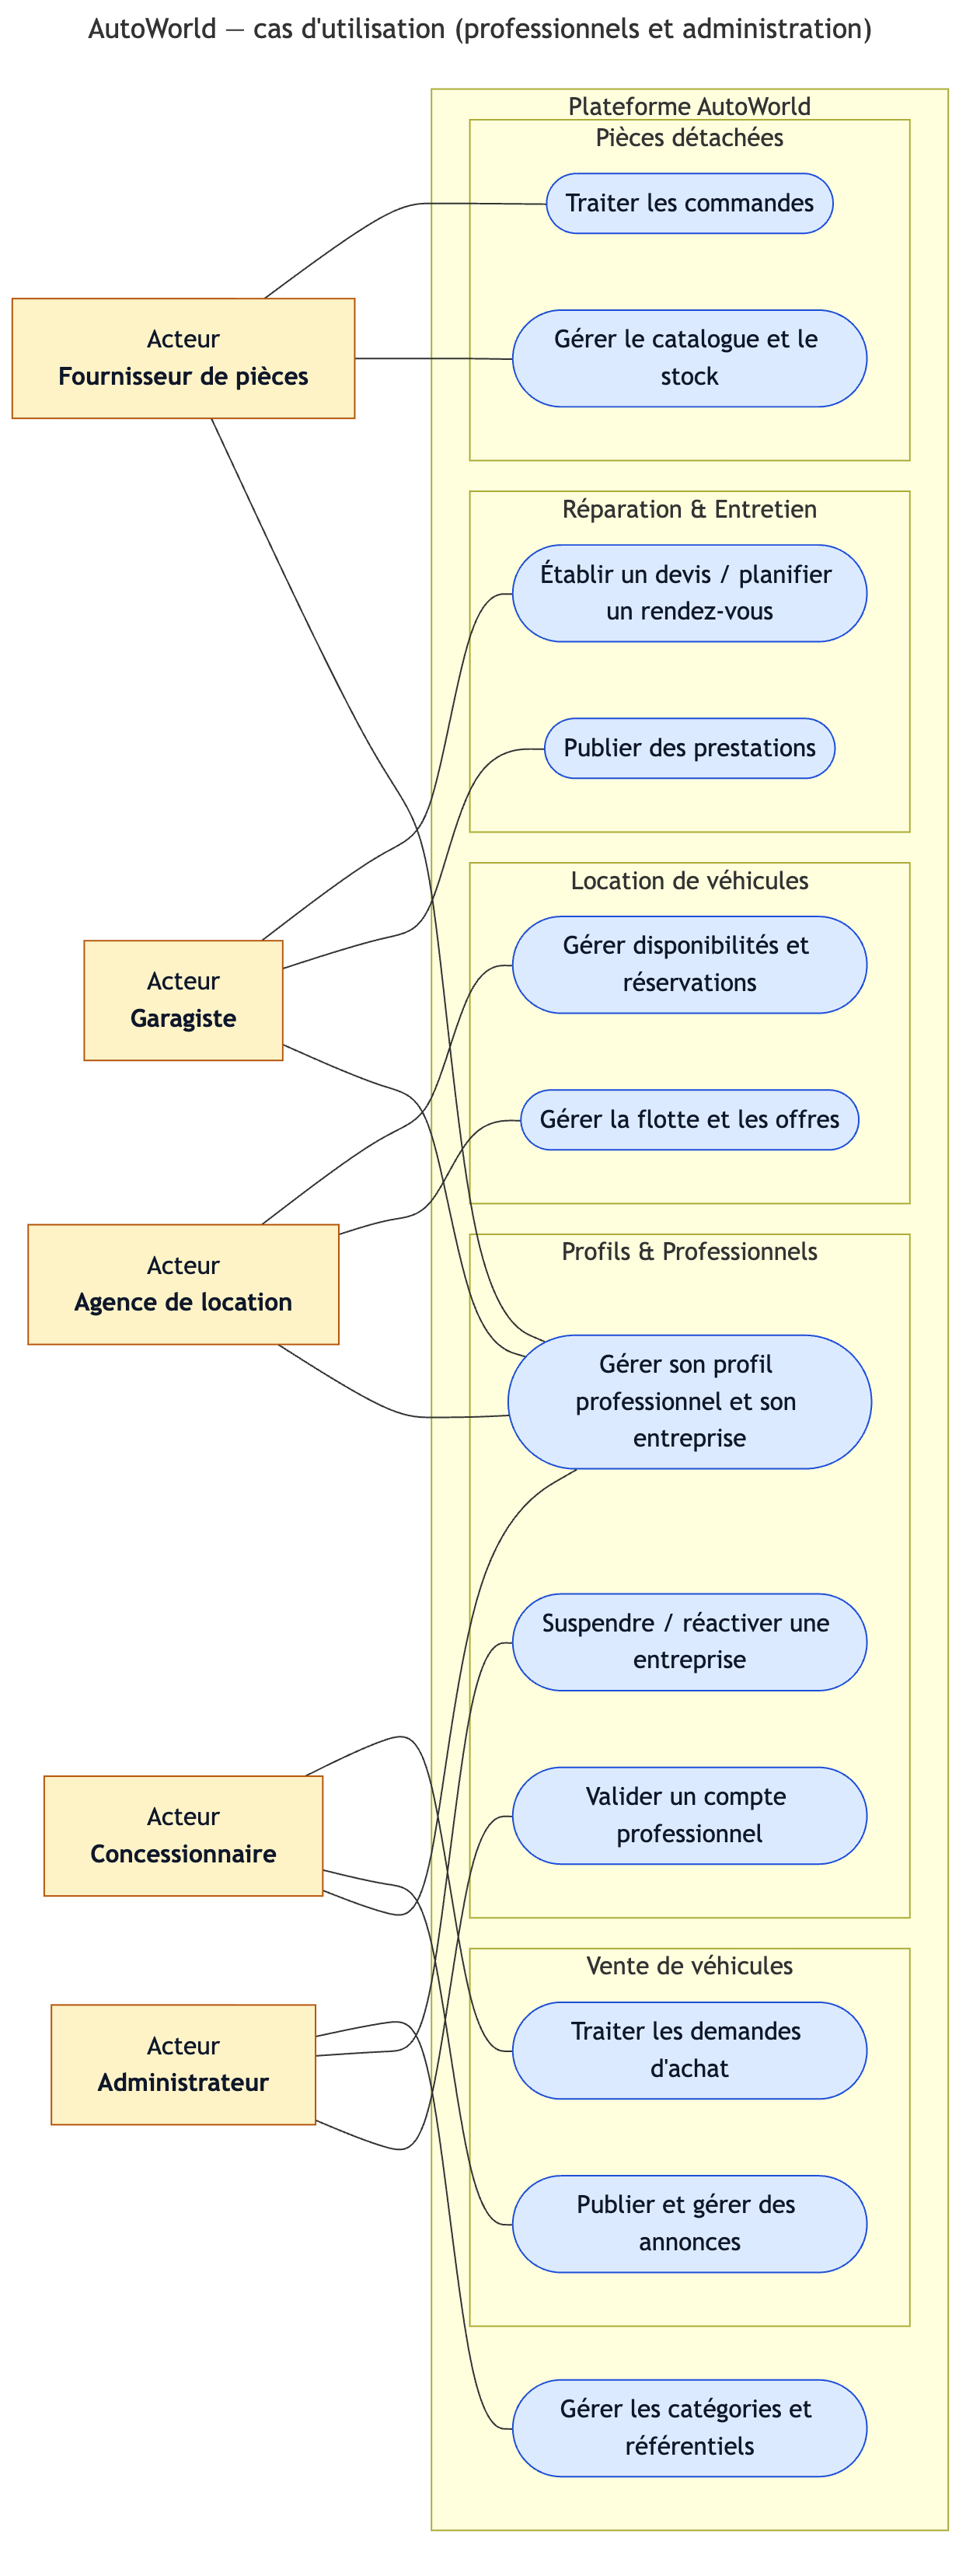 AutoWorld — cas d'utilisation (professionnels et administration)
Plateforme AutoWorld
Pièces détachées
Traiter les commandes
Gérer le catalogue et le
stock
Acteur
Fournisseur de pièces
Réparation & Entretien
Établir un devis / planifier
un rendez-vous
Publier des prestations
Location de véhicules
Gérer disponibilités et
réservations
Acteur
Garagiste
Gérer la flotte et les offres
Profils & Professionnels
Acteur
Agence de location
Gérer son profil
professionnel et son
entreprise
Suspendre / réactiver une
entreprise
Valider un compte
professionnel
Acteur
Concessionnaire
Vente de véhicules
Traiter les demandes
d'achat
Acteur
Administrateur
Publier et gérer des
annonces
Gérer les catégories et
référentiels